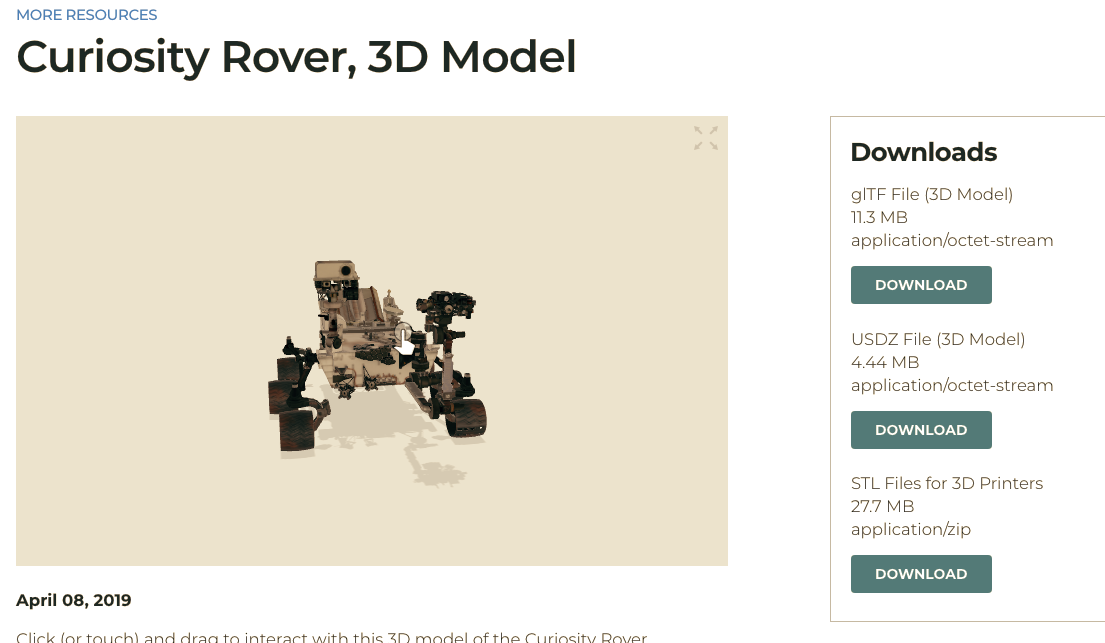 MORE RESOURCES
Curiosity Rover, 3D Model
Downloads
glTF File (3D Model)
11.3 MB
application/octet-stream
DOWNLOAD
USDZ File (3D Model)
4.44 MB
application/octet-stream
DOWNLOAD
STL Files for 3D Printers
27.7 MB
application/zip
DOWNLOAD
April 08, 2019
Click (or touch) and drag to interact with this 3D model of the Curiosity Rover